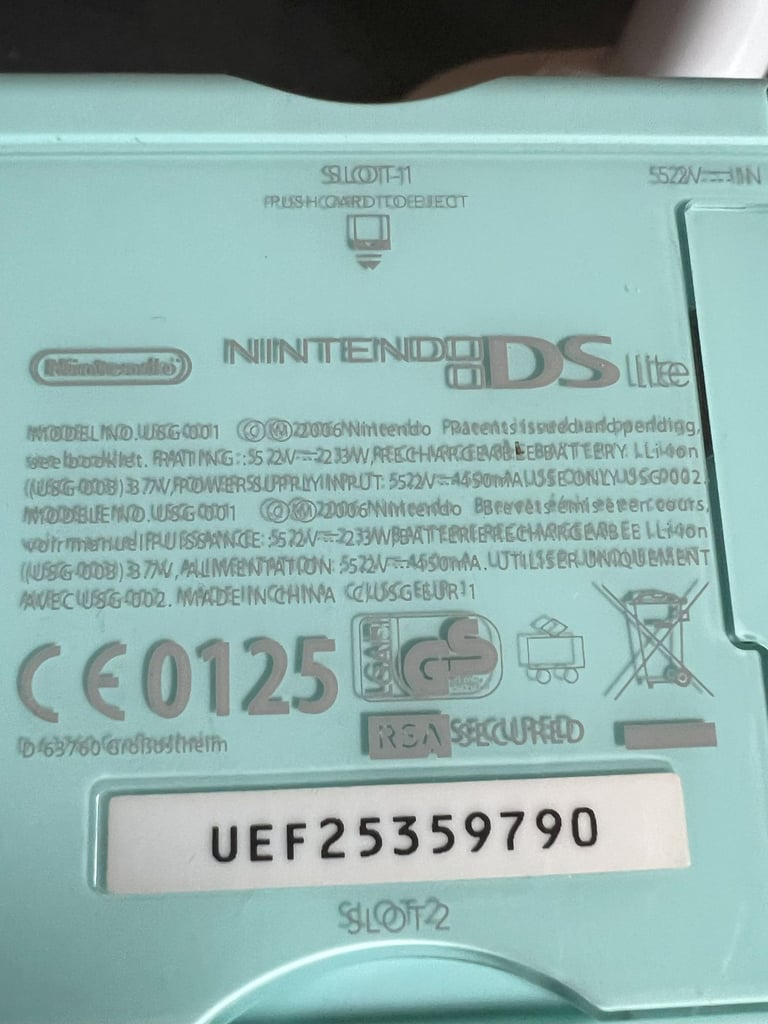 SLOT-1
5.2V⎓IN
PUSH CARD TO EJECT
Nintendo
NINTENDO DS Lite
MODEL NO. USG-001 © 2006 Nintendo Patents issued and pending,
see booklet. RATING: 5.2V⎓2.3W, RECHARGEABLE BATTERY Li-ion
(USG-003) 3.7V, POWER SUPPLY INPUT: 5.2V⎓450mA USE ONLY USG-002.
MODELE NO. USG-001 © 2006 Nintendo Brevets émis et en cours,
voir manuel PUISSANCE: 5.2V⎓2.3W BATTERIE RECHARGEABLE Li-ion
(USG-003) 3.7V, ALIMENTATION: 5.2V⎓450mA. UTILISER UNIQUEMENT
AVEC USG-002. MADE IN CHINA C/USG-EUR-1
CE 0125
LGA
GS
D-63760 Großostheim
RSA SECURED
UEF25359790
SLOT-2